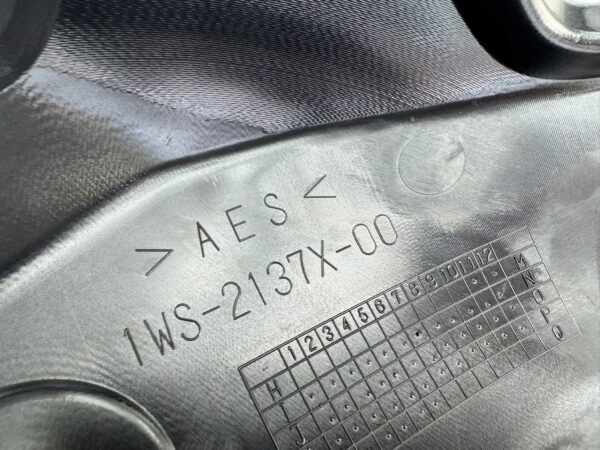 >AES<
1WS-2137X-00
1 2 3 4 5 6 7 8 9 10 11 12
H M
I N
J O
P
Q